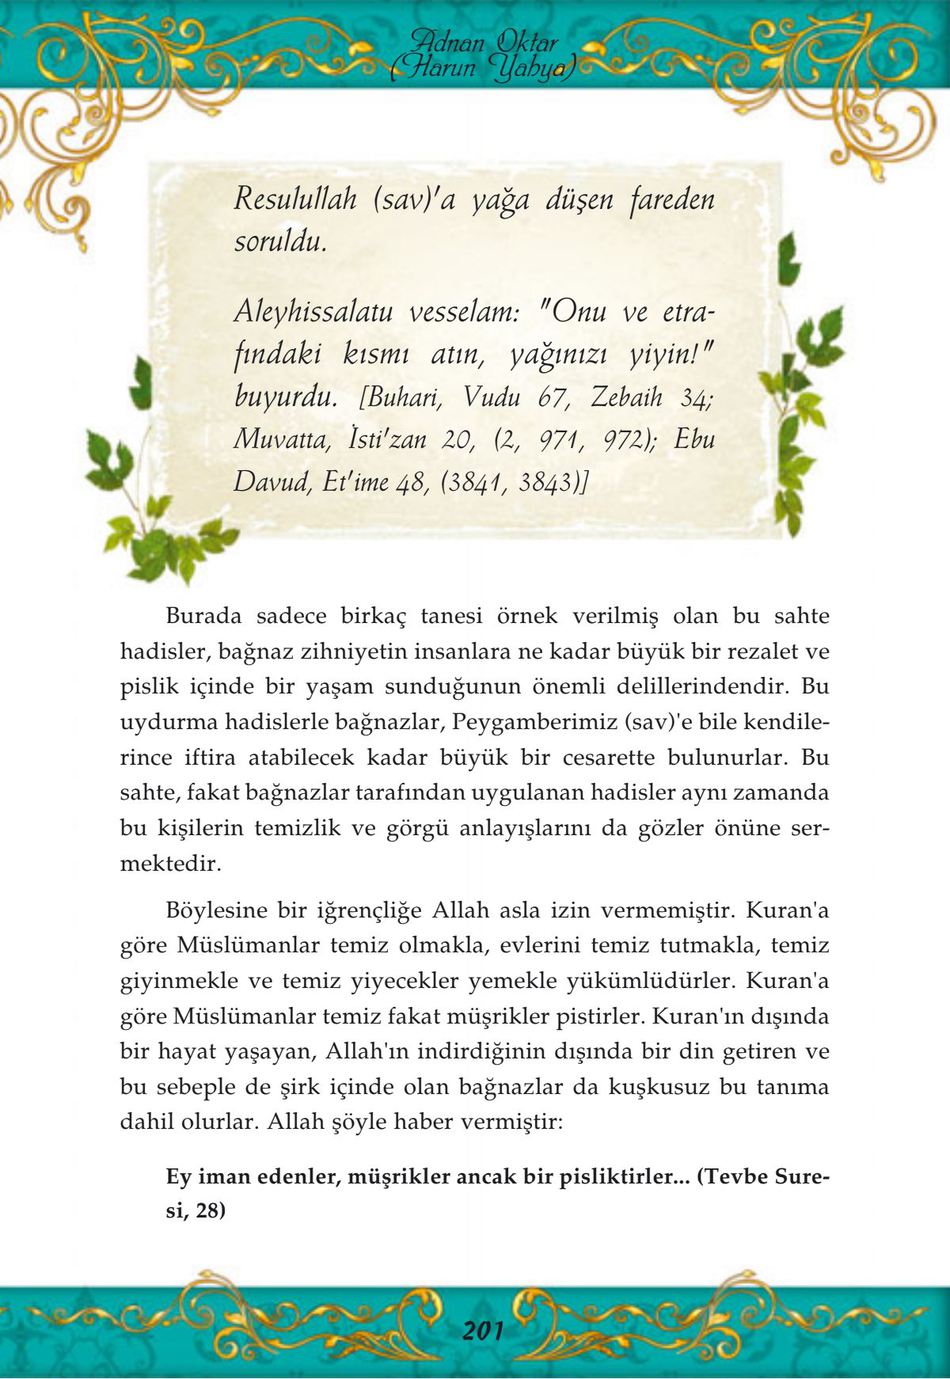 Adnan Oktar
(Harun Yahya)
Resulullah (sav)'a yağa düşen fareden
soruldu.
Aleyhissalatu vesselam: "Onu ve etra-
fındaki kısmı atın, yağınızı yiyin!"
buyurdu. [Buhari, Vudu 67, Zebaih 34;
Muvatta, İsti'zan 20, (2, 971, 972); Ebu
Davud, Et'ime 48, (3841, 3843)]
Burada sadece birkaç tanesi örnek verilmiş olan bu sahte
hadisler, bağnaz zihniyetin insanlara ne kadar büyük bir rezalet ve
pislik içinde bir yaşam sunduğunun önemli delillerindendir. Bu
uydurma hadislerle bağnazlar, Peygamberimiz (sav)'e bile kendile-
rince iftira atabilecek kadar büyük bir cesarette bulunurlar. Bu
sahte, fakat bağnazlar tarafından uygulanan hadisler aynı zamanda
bu kişilerin temizlik ve görgü anlayışlarını da gözler önüne ser-
mektedir.
Böylesine bir iğrençliğe Allah asla izin vermemiştir. Kuran'a
göre Müslümanlar temiz olmakla, evlerini temiz tutmakla, temiz
giyinmekle ve temiz yiyecekler yemekle yükümlüdürler. Kuran'a
göre Müslümanlar temiz fakat müşrikler pistirler. Kuran'ın dışında
bir hayat yaşayan, Allah'ın indirdiğinin dışında bir din getiren ve
bu sebeple de şirk içinde olan bağnazlar da kuşkusuz bu tanıma
dahil olurlar. Allah şöyle haber vermiştir:
Ey iman edenler, müşrikler ancak bir pisliktirler... (Tevbe Sure-
si, 28)
201